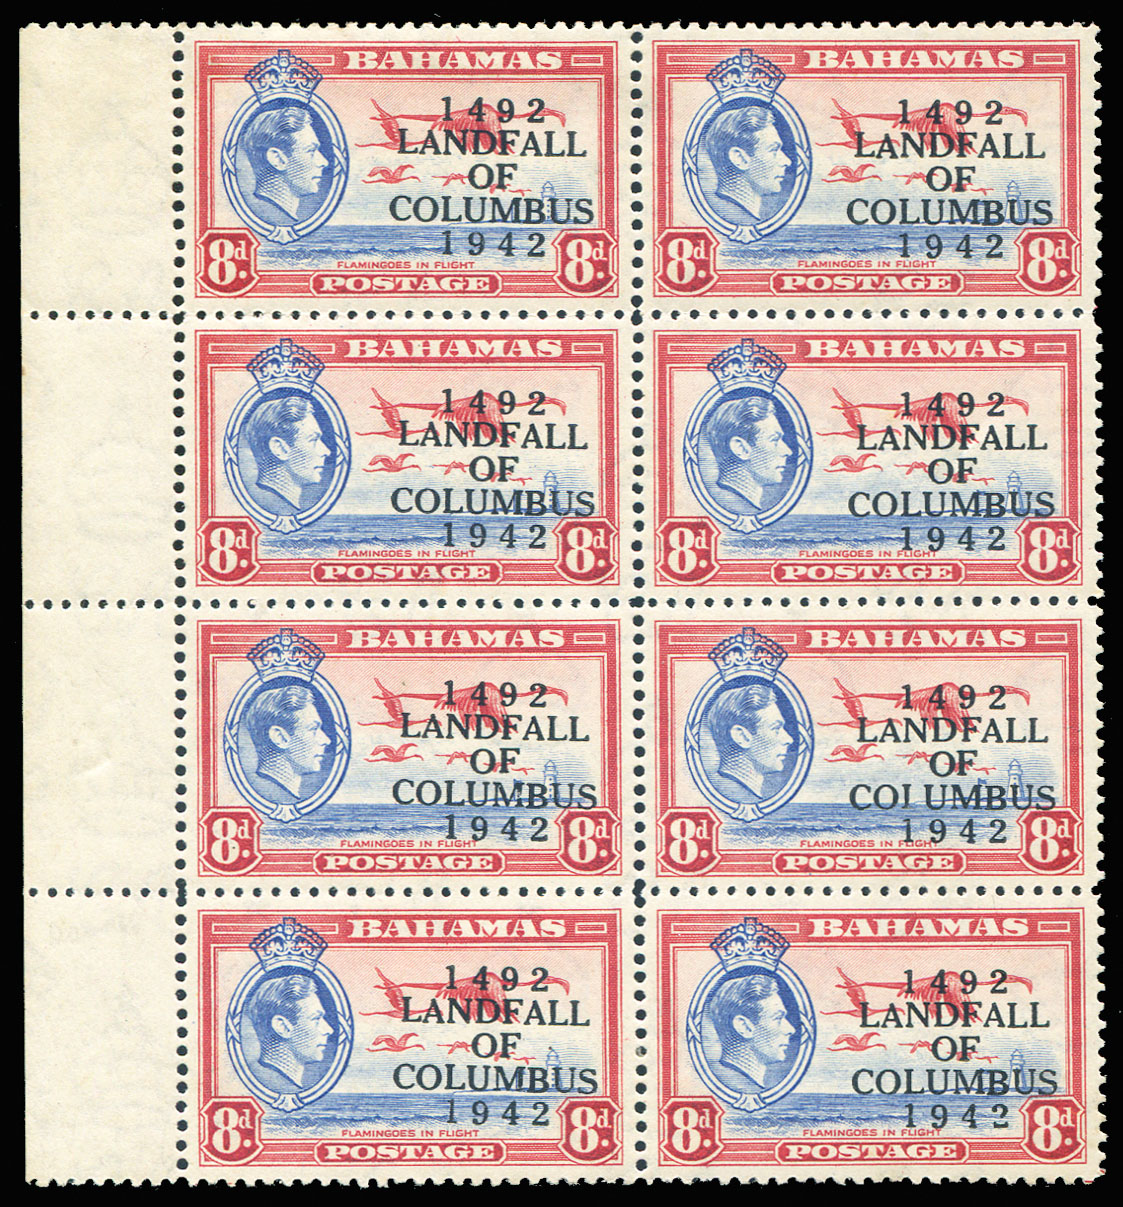 BAHAMAS
1492
LANDFALL
OF
COLUMBUS
1942
8d. 8d.
FLAMINGOES IN FLIGHT
POSTAGE
BAHAMAS
1492
LANDFALL
OF
COLUMBUS
1942
8d. 8d.
FLAMINGOES IN FLIGHT
POSTAGE
BAHAMAS
1492
LANDFALL
OF
COLUMBUS
1942
8d. 8d.
FLAMINGOES IN FLIGHT
POSTAGE
BAHAMAS
1492
LANDFALL
OF
COLUMBUS
1942
8d. 8d.
FLAMINGOES IN FLIGHT
POSTAGE
BAHAMAS
1492
LANDFALL
OF
COLUMBUS
1942
8d. 8d.
FLAMINGOES IN FLIGHT
POSTAGE
BAHAMAS
1492
LANDFALL
OF
COI UMBUS
1942
8d. 8d.
FLAMINGOES IN FLIGHT
POSTAGE
BAHAMAS
1492
LANDFALL
OF
COLUMBUS
1942
8d. 8d.
FLAMINGOES IN FLIGHT
POSTAGE
BAHAMAS
1492
LANDFALL
OF
COLUMBUS
1942
8d. 8d.
FLAMINGOES IN FLIGHT
POSTAGE